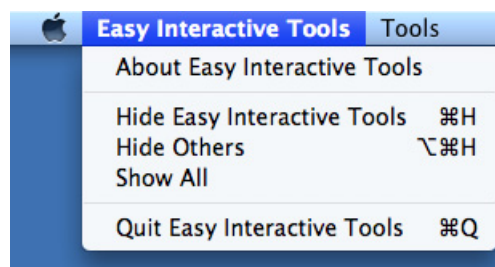 Easy Interactive Tools Tools
About Easy Interactive Tools
Hide Easy Interactive Tools ⌘H
Hide Others ⌥⌘H
Show All
Quit Easy Interactive Tools ⌘Q